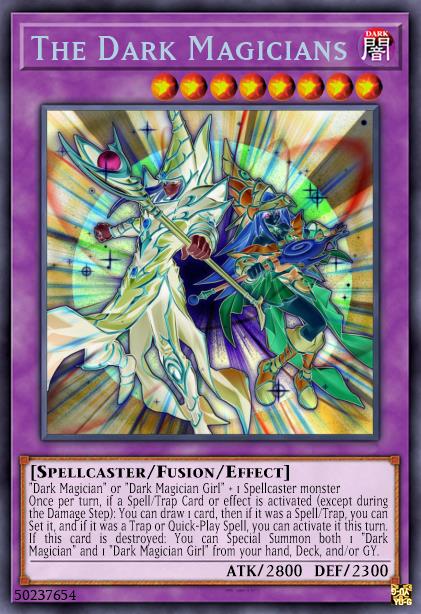 THE DARK MAGICIANS
DARK
闇
[SPELLCASTER/FUSION/EFFECT]
"Dark Magician" or "Dark Magician Girl" + 1 Spellcaster monster
Once per turn, if a Spell/Trap Card or effect is activated (except during
the Damage Step): You can draw 1 card, then if it was a Spell/Trap, you can
Set it, and if it was a Trap or Quick-Play Spell, you can activate it this turn.
If this card is destroyed: You can Special Summon both 1 "Dark
Magician" and 1 "Dark Magician Girl" from your hand, Deck, and/or GY.
ATK/2800 DEF/2300
50237654